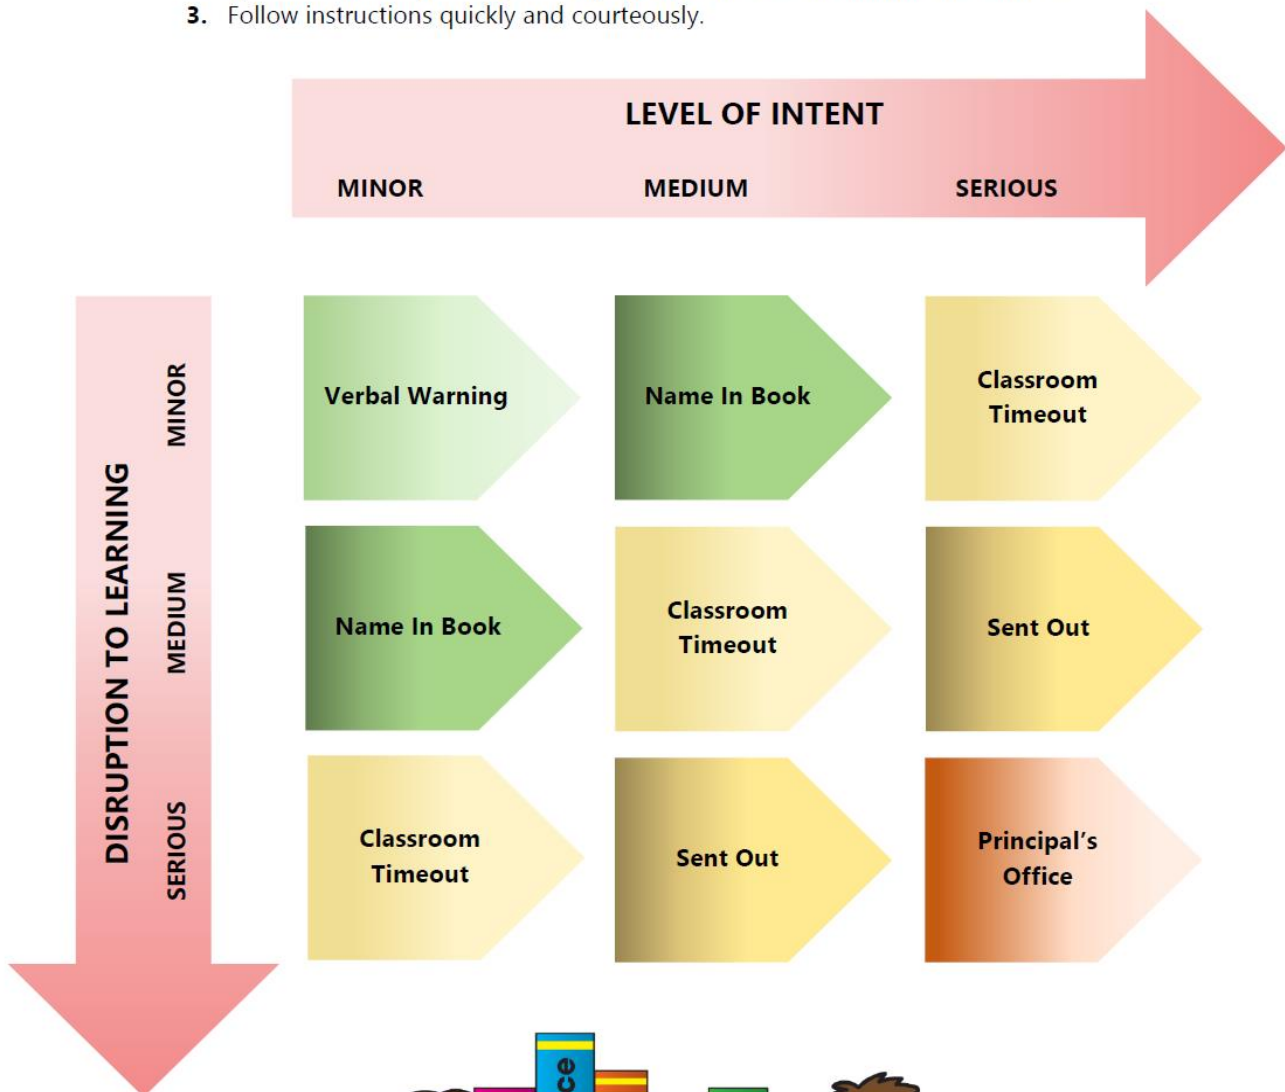 3. Follow instructions quickly and courteously.
LEVEL OF INTENT
MINOR MEDIUM SERIOUS
DISRUPTION TO LEARNING
MINOR
Verbal Warning
Name In Book
Classroom
Timeout
MEDIUM
Name In Book
Classroom
Timeout
Sent Out
SERIOUS
Classroom
Timeout
Sent Out
Principal’s
Office